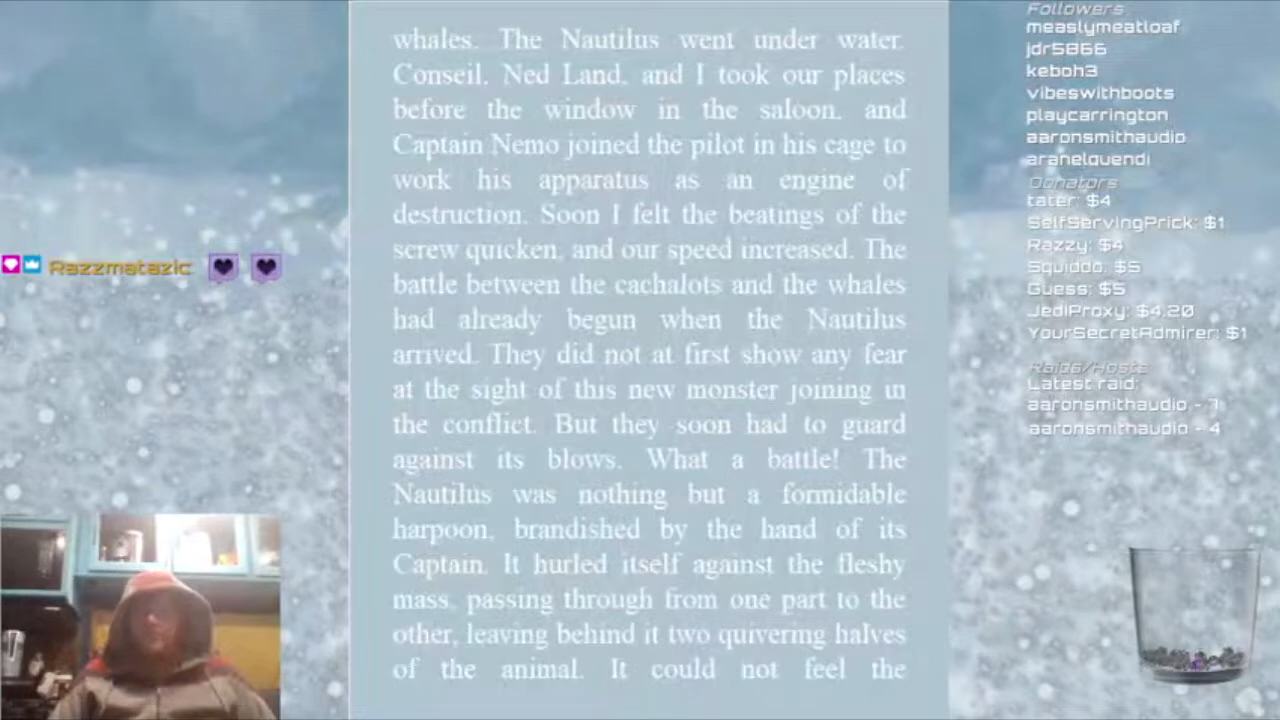 whales. The Nautilus went under water.
Conseil, Ned Land, and I took our places
before the window in the saloon, and
Captain Nemo joined the pilot in his cage to
work his apparatus as an engine of
destruction. Soon I felt the beatings of the
screw quicken, and our speed increased. The
battle between the cachalots and the whales
had already begun when the Nautilus
arrived. They did not at first show any fear
at the sight of this new monster joining in
the conflict. But they soon had to guard
against its blows. What a battle! The
Nautilus was nothing but a formidable
harpoon, brandished by the hand of its
Captain. It hurled itself against the fleshy
mass, passing through from one part to the
other, leaving behind it two quivering halves
of the animal. It could not feel the
Razzmatazic
Followers
measlymeatloaf
jdr5866
keboh3
vibeswithboots
playcarrington
aaronsmithaudio
aranelquendi
Donators
tater: $4
SelfServingPrick: $1
Razzy: $4
Squiddo: $5
Guess: $5
JediProxy: $4.20
YourSecretAdmirer: $1
Raids/Hosts
Latest raid:
aaronsmithaudio - 7
aaronsmithaudio - 4